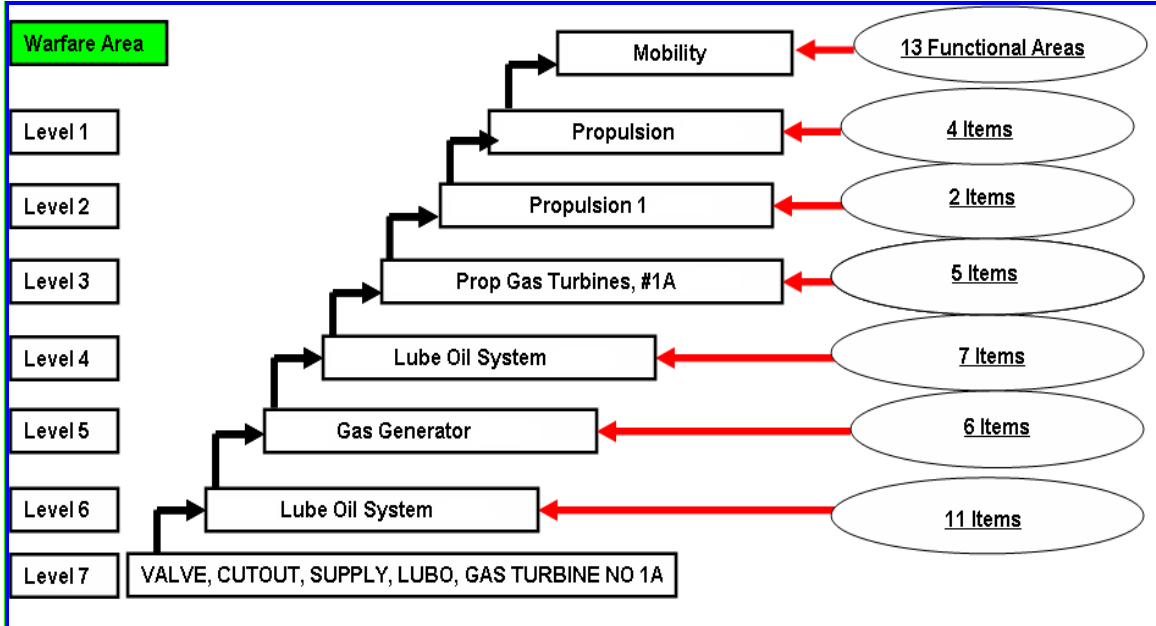 Warfare Area
Mobility
13 Functional Areas
Level 1
Propulsion
4 Items
Level 2
Propulsion 1
2 Items
Level 3
Prop Gas Turbines, #1A
5 Items
Level 4
Lube Oil System
7 Items
Level 5
Gas Generator
6 Items
Level 6
Lube Oil System
11 Items
Level 7
VALVE, CUTOUT, SUPPLY, LUBO, GAS TURBINE NO 1A